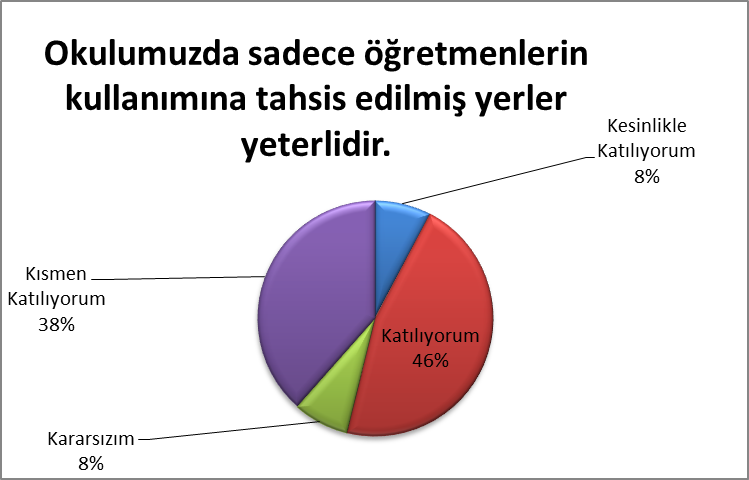 Okulumuzda sadece öğretmenlerin
kullanımına tahsis edilmiş yerler
yeterlidir.
Kesinlikle
Katılıyorum
8%
Katılıyorum
46%
Kararsızım
8%
Kısmen
Katılıyorum
38%